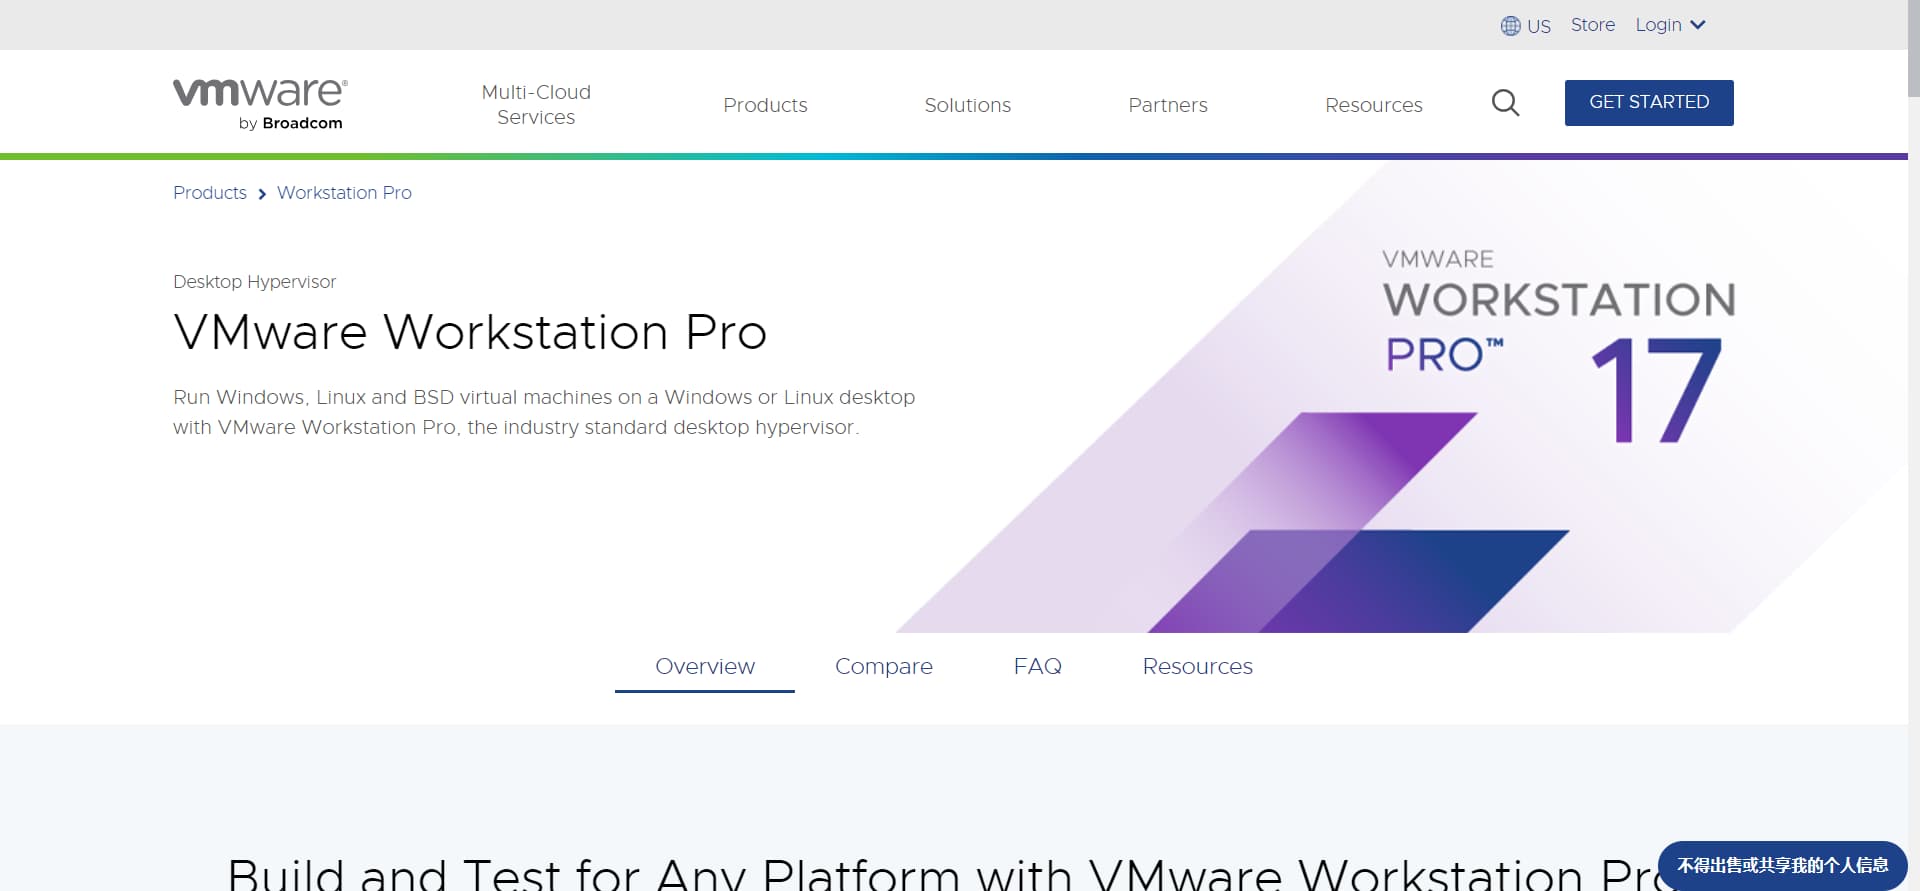 US Store Login
vmware®
by Broadcom
Multi-Cloud
Services
Products
Solutions
Partners
Resources
GET STARTED
Products
Workstation Pro
Desktop Hypervisor
VMware Workstation Pro
Run Windows, Linux and BSD virtual machines on a Windows or Linux desktop
with VMware Workstation Pro, the industry standard desktop hypervisor.
VMWARE
WORKSTATION
PRO™ 17
Overview
Compare
FAQ
Resources
Build and Test for Any Platform with VMware Workstation Pro
不得出售或共享我的个人信息